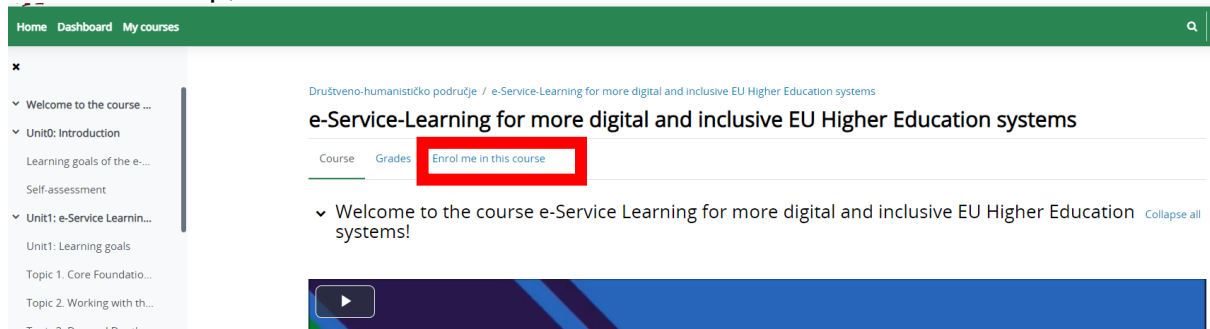 Home Dashboard My courses
Welcome to the course ...
Unit0: Introduction
Learning goals of the e-...
Self-assessment
Unit1: e-Service Learnin...
Unit1: Learning goals
Topic 1. Core Foundatio...
Topic 2. Working with th...
Društveno-humanističko područje / e-Service-Learning for more digital and inclusive EU Higher Education systems
e-Service-Learning for more digital and inclusive EU Higher Education systems
Course Grades Enrol me in this course
Welcome to the course e-Service Learning for more digital and inclusive EU Higher Education
systems!
Collapse all